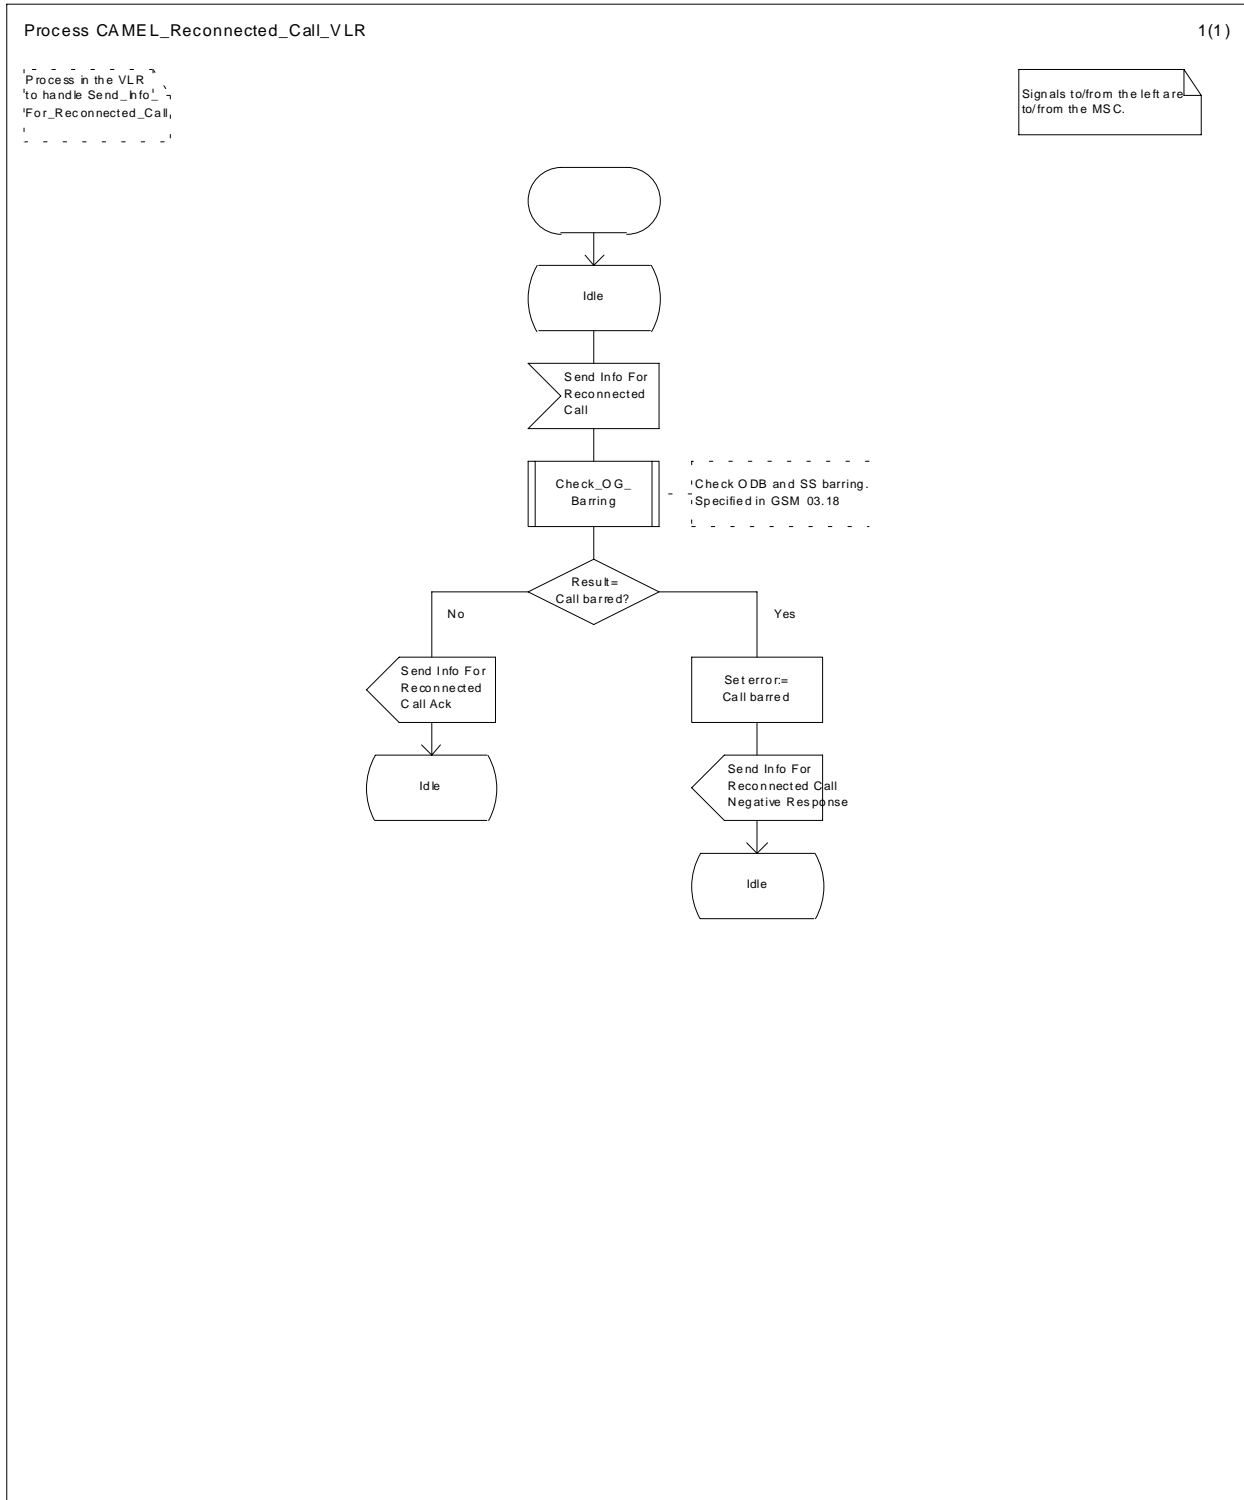 Process CAMEL_Reconnected_Call_VLR
1(1)
Process in the VLR
to handle Send_Info_
For_Reconnected_Call
Signals to/from the left are
to/from the MSC.
Idle
Send Info For
Reconnected
Call
Check_OG_
Barring
Check ODB and SS barring.
Specified in GSM 03.18
Result=
Call barred?
No
Yes
Send Info For
Reconnected
Call Ack
Set error:=
Call barred
Idle
Send Info For
Reconnected Call
Negative Response
Idle